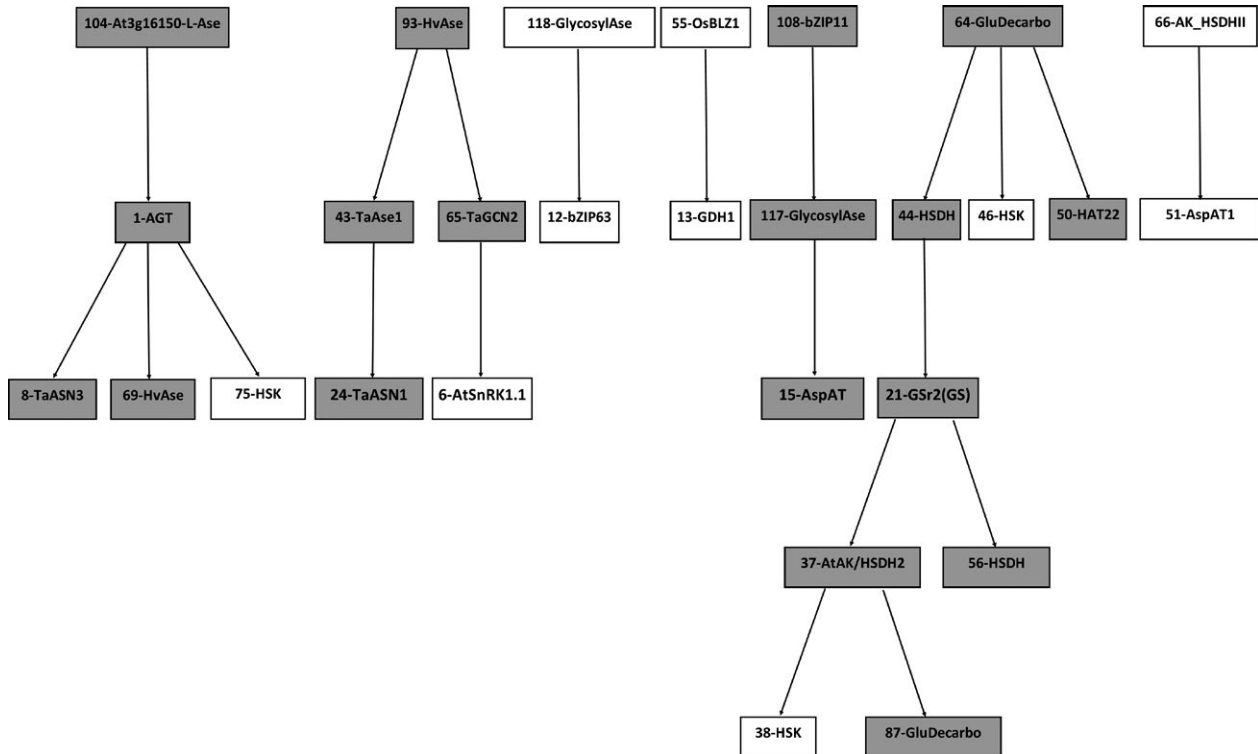 104-At3g16150-L-Ase
93-HvAse
118-GlycosylAse
55-OsBLZ1
108-bZIP11
64-GluDecarbo
66-AK_HSDHII
1-AGT
43-TaAse1
65-TaGCN2
12-bZIP63
13-GDH1
117-GlycosylAse
44-HSDH
46-HSK
50-HAT22
51-AspAT1
8-TaASN3
69-HvAse
75-HSK
24-TaASN1
6-AtSnRK1.1
15-AspAT
21-GSr2(GS)
37-AtAK/HSDH2
56-HSDH
38-HSK
87-GluDecarbo